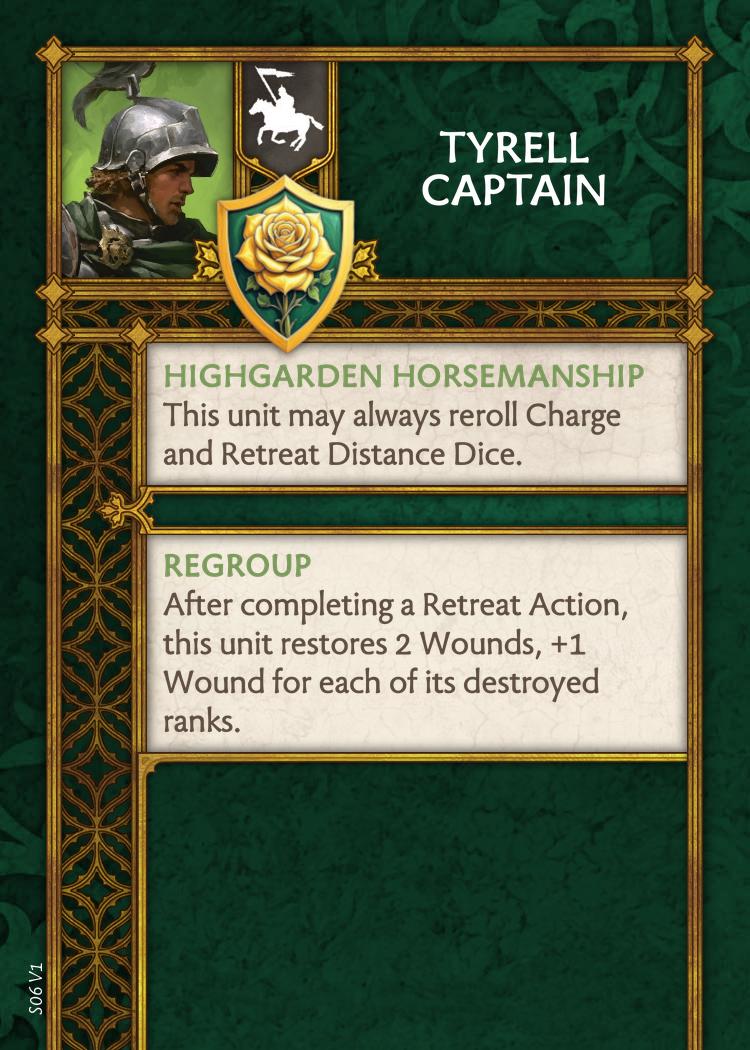 TYRELL
CAPTAIN
HIGHGARDEN HORSEMANSHIP
This unit may always reroll Charge
and Retreat Distance Dice.
REGROUP
After completing a Retreat Action,
this unit restores 2 Wounds, +1
Wound for each of its destroyed
ranks.
S06 V1